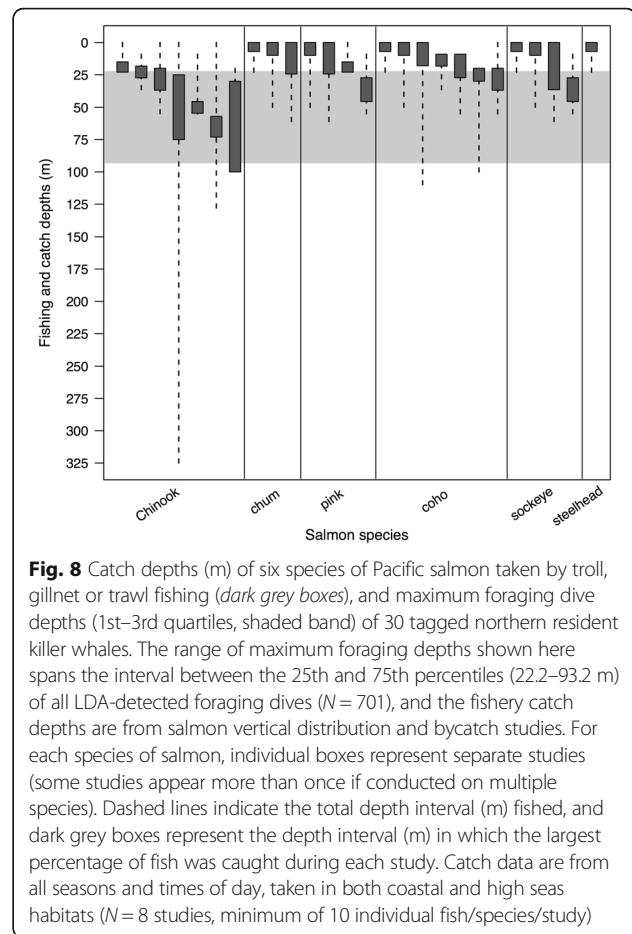 0
25
50
75
100
125
150
175
200
225
250
275
300
325
Fishing and catch depths (m)
Chinook
chum
pink
coho
sockeye
steelhead
Salmon species
Fig. 8 Catch depths (m) of six species of Pacific salmon taken by troll,
gillnet or trawl fishing (dark grey boxes), and maximum foraging dive
depths (1st–3rd quartiles, shaded band) of 30 tagged northern resident
killer whales. The range of maximum foraging depths shown here
spans the interval between the 25th and 75th percentiles (22.2–93.2 m)
of all LDA-detected foraging dives (N = 701), and the fishery catch
depths are from salmon vertical distribution and bycatch studies. For
each species of salmon, individual boxes represent separate studies
(some studies appear more than once if conducted on multiple
species). Dashed lines indicate the total depth interval (m) fished, and
dark grey boxes represent the depth interval (m) in which the largest
percentage of fish was caught during each study. Catch data are from
all seasons and times of day, taken in both coastal and high seas
habitats (N = 8 studies, minimum of 10 individual fish/species/study)